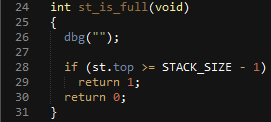 24 int st_is_full(void)
25 {
26   dbg("");
27
28   if (st.top >= STACK_SIZE - 1)
29     return 1;
30   return 0;
31 }